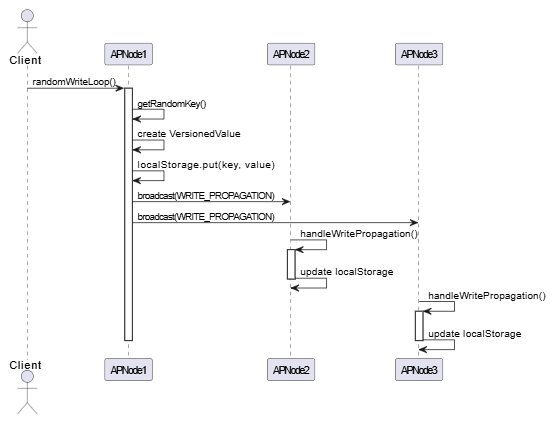 Client
APNode1
APNode2
APNode3
randomWriteLoop()
getRandomKey()
create VersionedValue
localStorage.put(key, value)
broadcast(WRITE_PROPAGATION)
broadcast(WRITE_PROPAGATION)
handleWritePropagation()
update localStorage
handleWritePropagation()
update localStorage
Client
APNode1
APNode2
APNode3